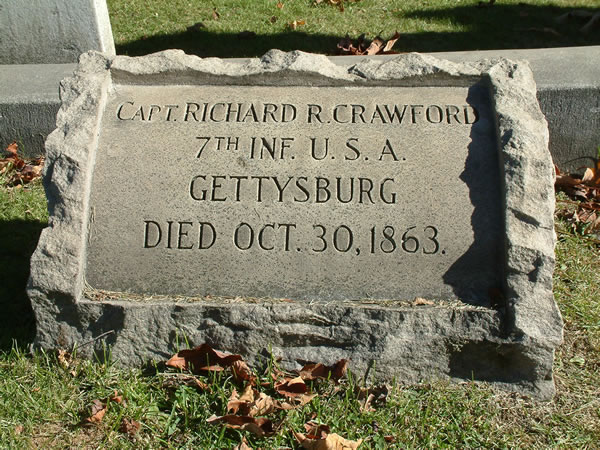 CAPT. RICHARD R. CRAWFORD
7TH INF. U. S. A.
GETTYSBURG
DIED OCT. 30, 1863.